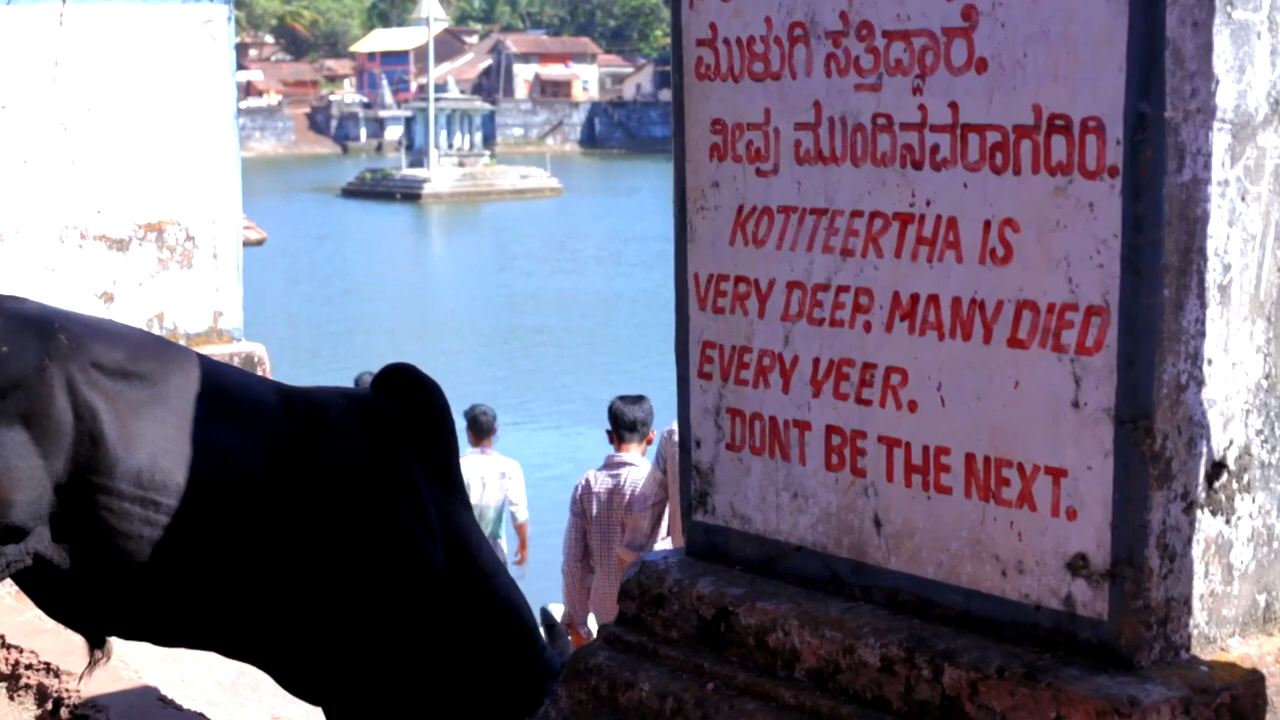 ಮುಳುಗಿ ಸತ್ತಿದ್ದಾರೆ.
ನೀವು ಮುಂದಿನವರಾಗದಿರಿ.
KOTITEERTHA IS
VERY DEEP. MANY DIED
EVERY YEER.
DONT BE THE NEXT.